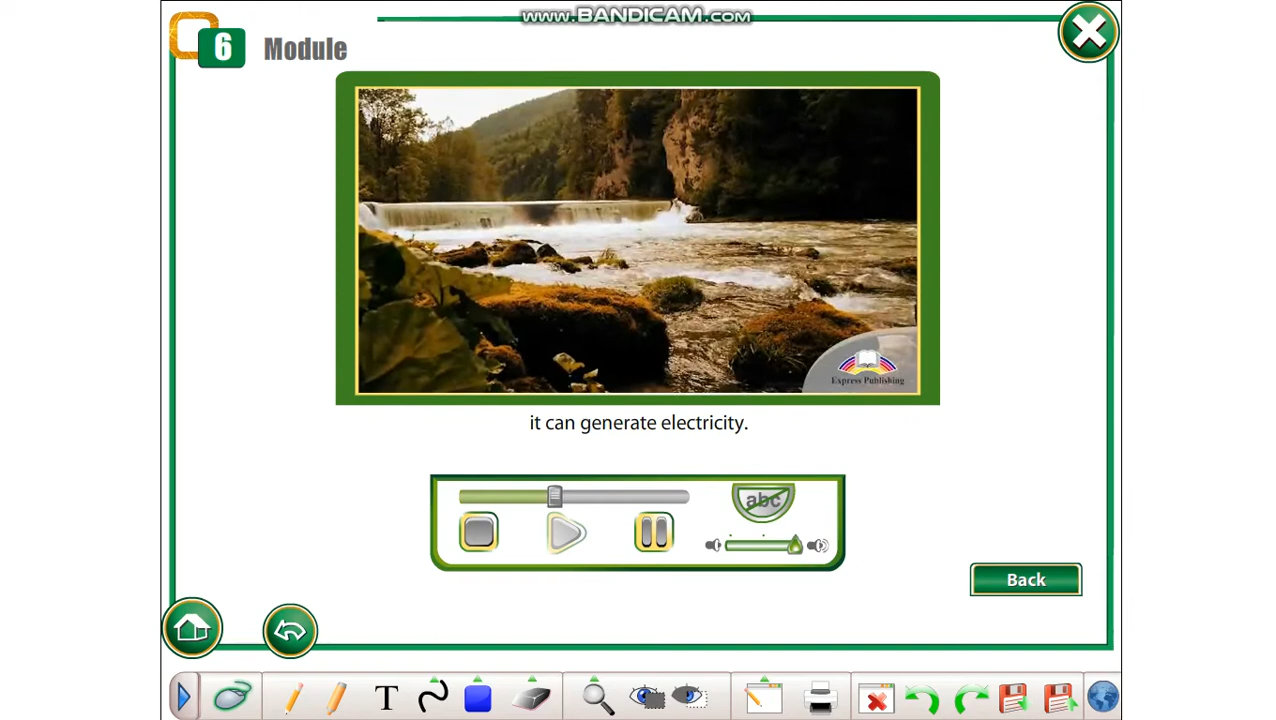 www.BANDICAM.com
6 Module
Express Publishing
it can generate electricity.
abc
Back
T